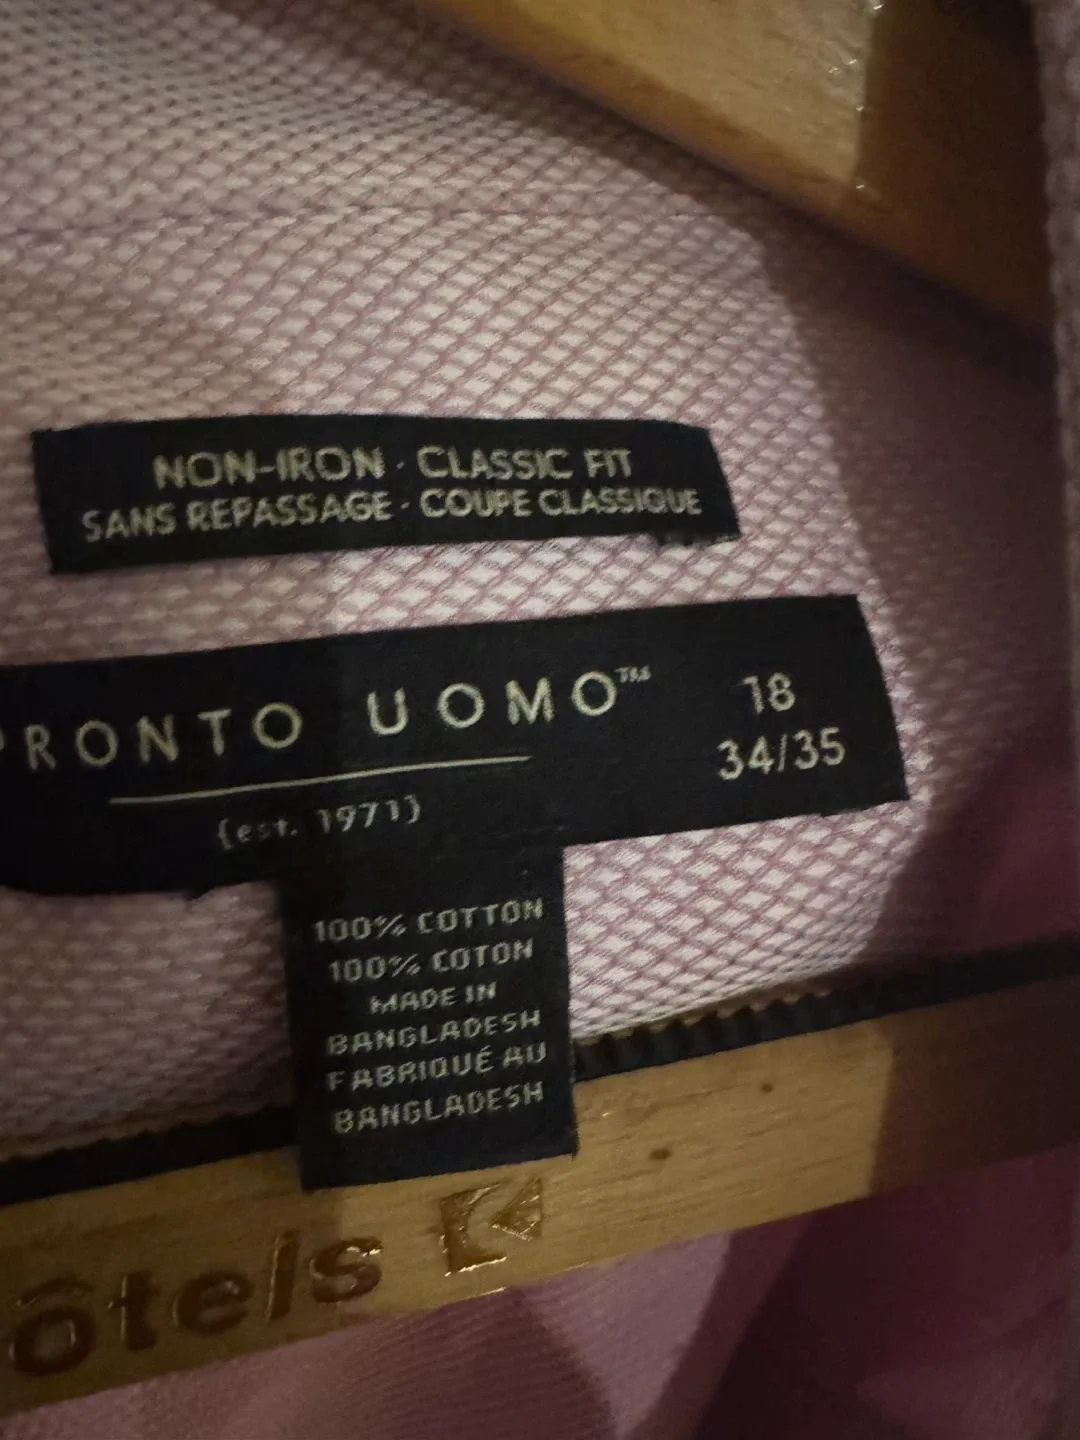 NON-IRON · CLASSIC FIT
SANS REPASSAGE · COUPE CLASSIQUE
PRONTO UOMO™
18
34/35
{est. 1971}
100% COTTON
100% COTON
MADE IN
BANGLADESH
FABRIQUÉ AU
BANGLADESH
ôtels